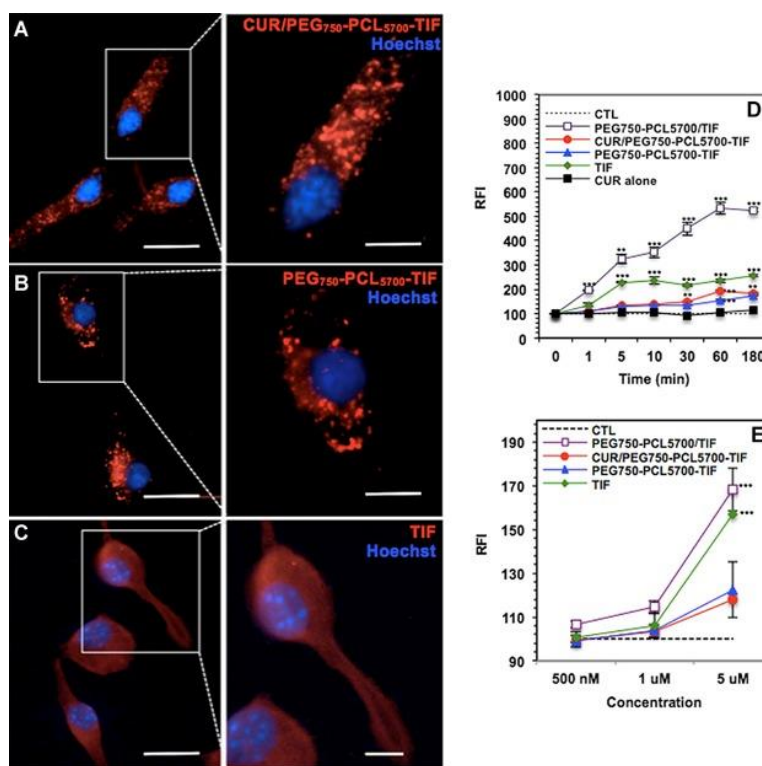 A
CUR/PEG750-PCL5700-TIF
Hoechst
B
PEG750-PCL5700-TIF
Hoechst
C
TIF
Hoechst
D
1000
900
800
700
600
500
400
300
200
100
0
RFI
CTL
PEG750-PCL5700/TIF
CUR/PEG750-PCL5700-TIF
PEG750-PCL5700-TIF
TIF
CUR alone
*** ** *** *** *** ***
*** *** *** *** ***
** *** **
***
0 1 5 10 30 60 180
Time (min)
E
190
170
150
130
110
90
RFI
CTL
PEG750-PCL5700/TIF
CUR/PEG750-PCL5700-TIF
PEG750-PCL5700-TIF
TIF
***
***
500 nM 1 uM 5 uM
Concentration